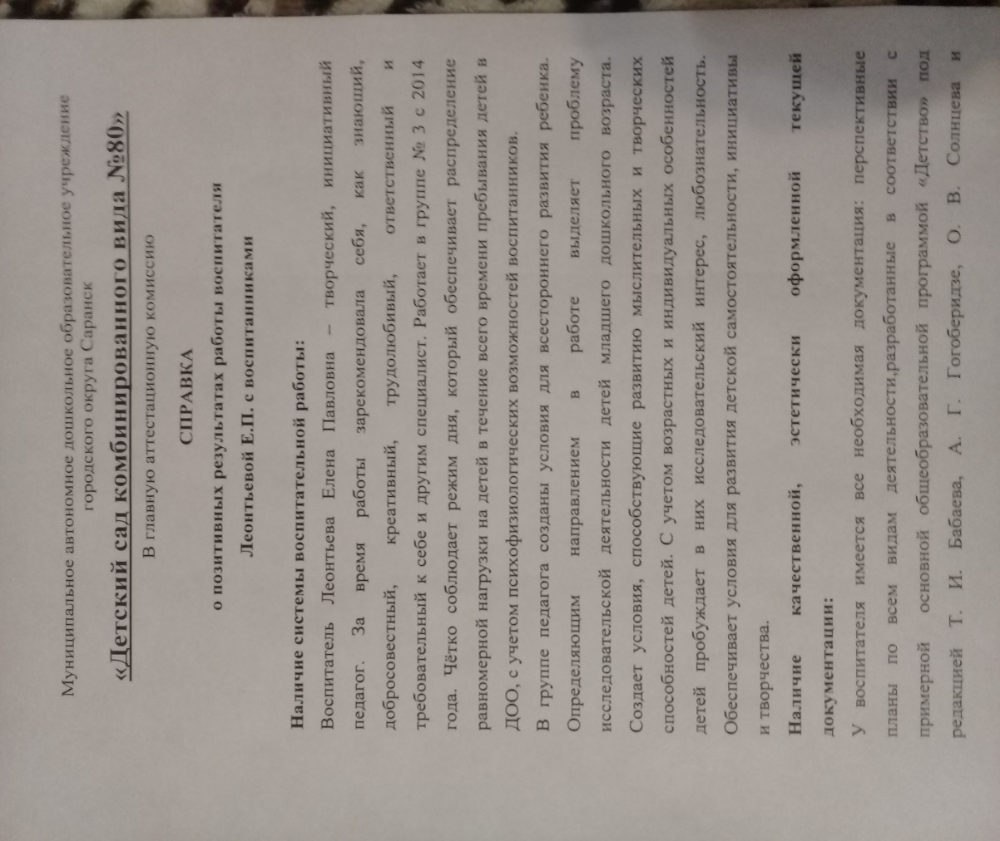 Муниципальное автономное дошкольное образовательное учреждение
городского округа Саранск
«Детский сад комбинированного вида №80»
В главную аттестационную комиссию
СПРАВКА
о позитивных результатах работы воспитателя
Леонтьевой Е.П. с воспитанниками
Наличие системы воспитательной работы:
Воспитатель Леонтьева Елена Павловна – творческий, инициативный
педагог. За время работы зарекомендовала себя, как знающий,
добросовестный, креативный, трудолюбивый, ответственный и
требовательный к себе и другим специалист. Работает в группе № 3 с 2014
года. Чётко соблюдает режим дня, который обеспечивает распределение
равномерной нагрузки на детей в течение всего времени пребывания детей в
ДОО, с учетом психофизиологических возможностей воспитанников.
В группе педагога созданы условия для всестороннего развития ребенка.
Определяющим направлением в работе выделяет проблему
исследовательской деятельности детей младшего дошкольного возраста.
Создает условия, способствующие развитию мыслительных и творческих
способностей детей. С учетом возрастных и индивидуальных особенностей
детей пробуждает в них исследовательский интерес, любознательность.
Обеспечивает условия для развития детской самостоятельности, инициативы
и творчества.
Наличие качественной, эстетически оформленной текущей
документации:
У воспитателя имеется все необходимая документация: перспективные
планы по всем видам деятельности,разработанные в соответствии с
примерной основной общеобразовательной программой «Детство» под
редакцией Т. И. Бабаева, А. Г. Гогоберидзе, О. В. Солнцева и